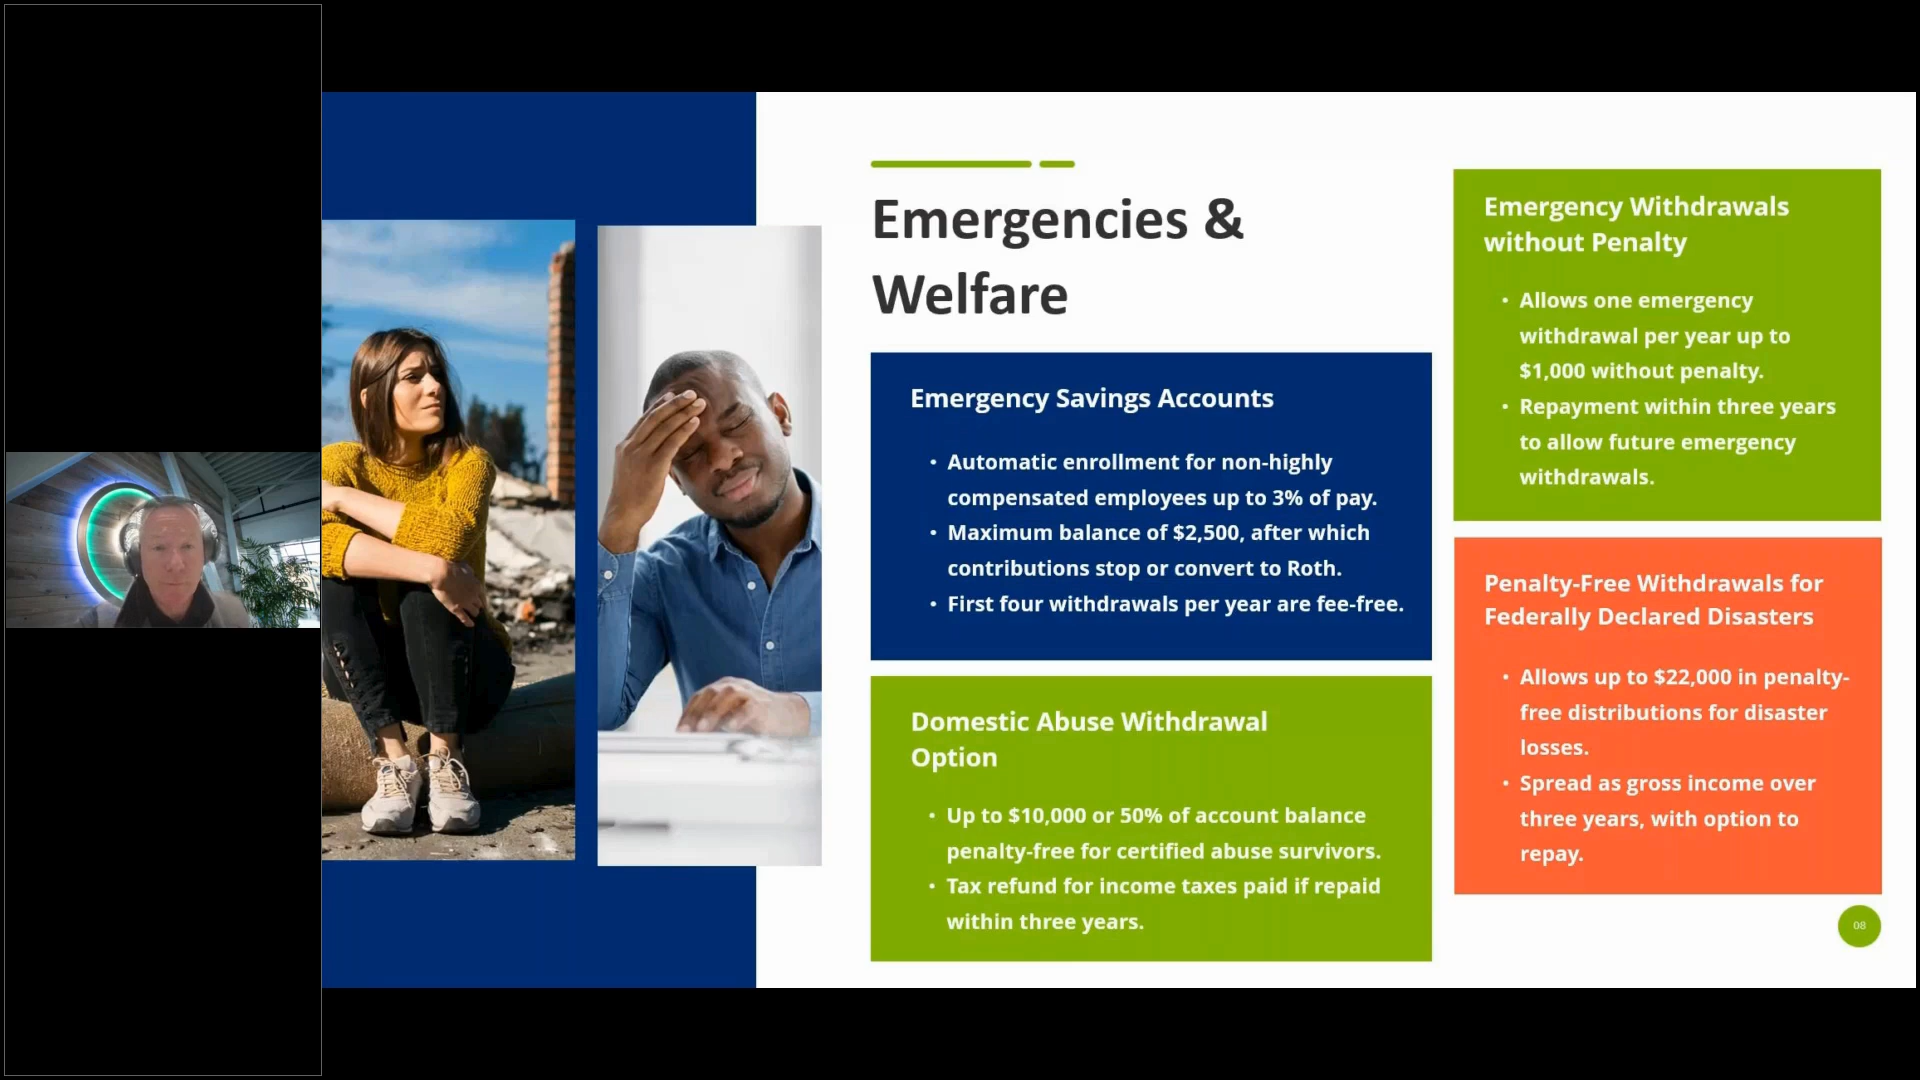 Emergencies &
Welfare
Emergency Savings Accounts
• Automatic enrollment for non-highly
compensated employees up to 3% of pay.
• Maximum balance of $2,500, after which
contributions stop or convert to Roth.
• First four withdrawals per year are fee-free.
Domestic Abuse Withdrawal
Option
• Up to $10,000 or 50% of account balance
penalty-free for certified abuse survivors.
• Tax refund for income taxes paid if repaid
within three years.
Emergency Withdrawals
without Penalty
• Allows one emergency
withdrawal per year up to
$1,000 without penalty.
• Repayment within three years
to allow future emergency
withdrawals.
Penalty-Free Withdrawals for
Federally Declared Disasters
• Allows up to $22,000 in penalty-
free distributions for disaster
losses.
• Spread as gross income over
three years, with option to
repay.
08